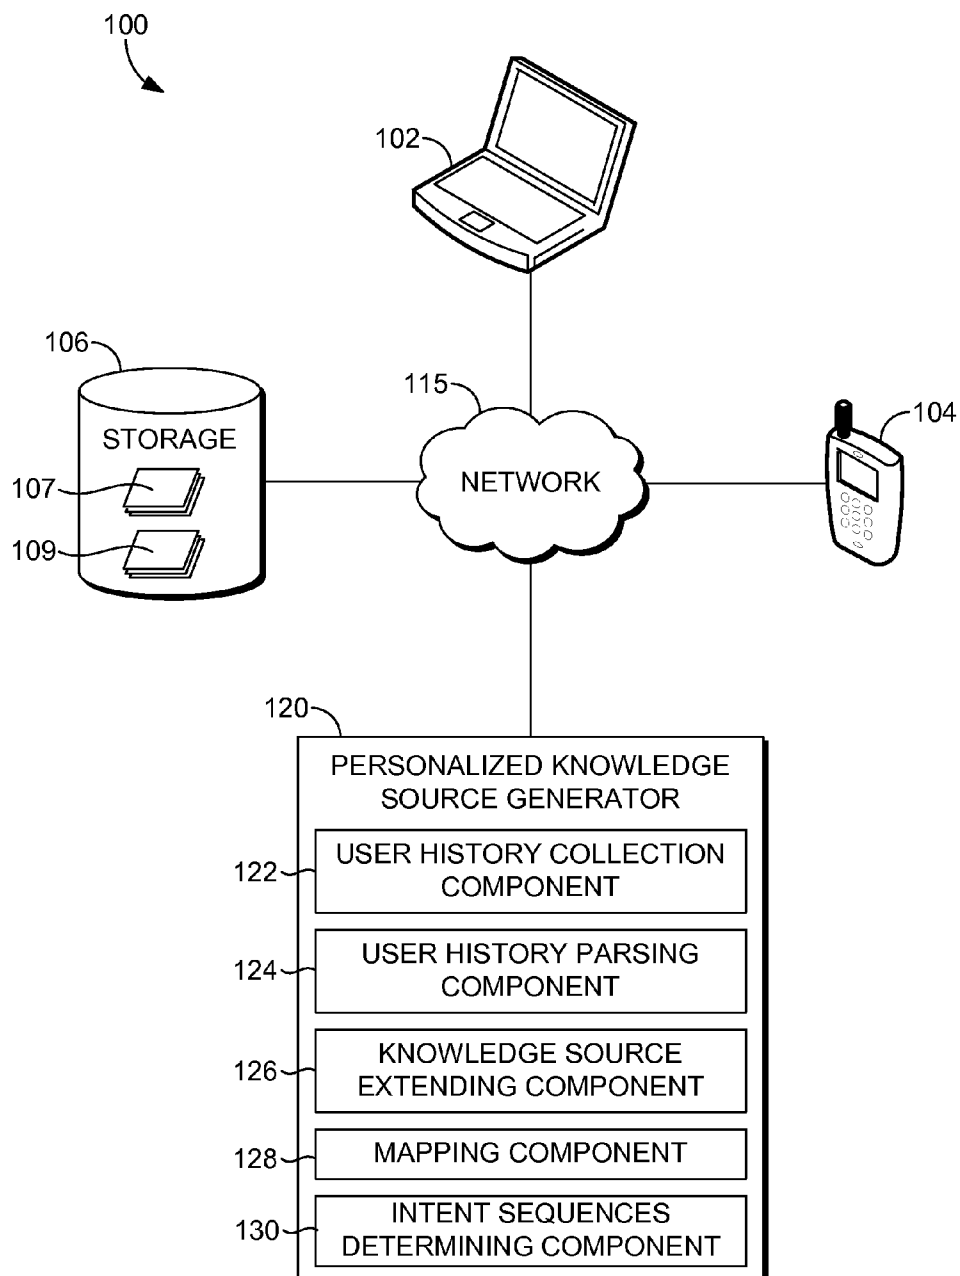 100
102
106
115
104
STORAGE
107
NETWORK
109
120
PERSONALIZED KNOWLEDGE
SOURCE GENERATOR
122
USER HISTORY COLLECTION
COMPONENT
124
USER HISTORY PARSING
COMPONENT
126
KNOWLEDGE SOURCE
EXTENDING COMPONENT
128
MAPPING COMPONENT
130
INTENT SEQUENCES
DETERMINING COMPONENT